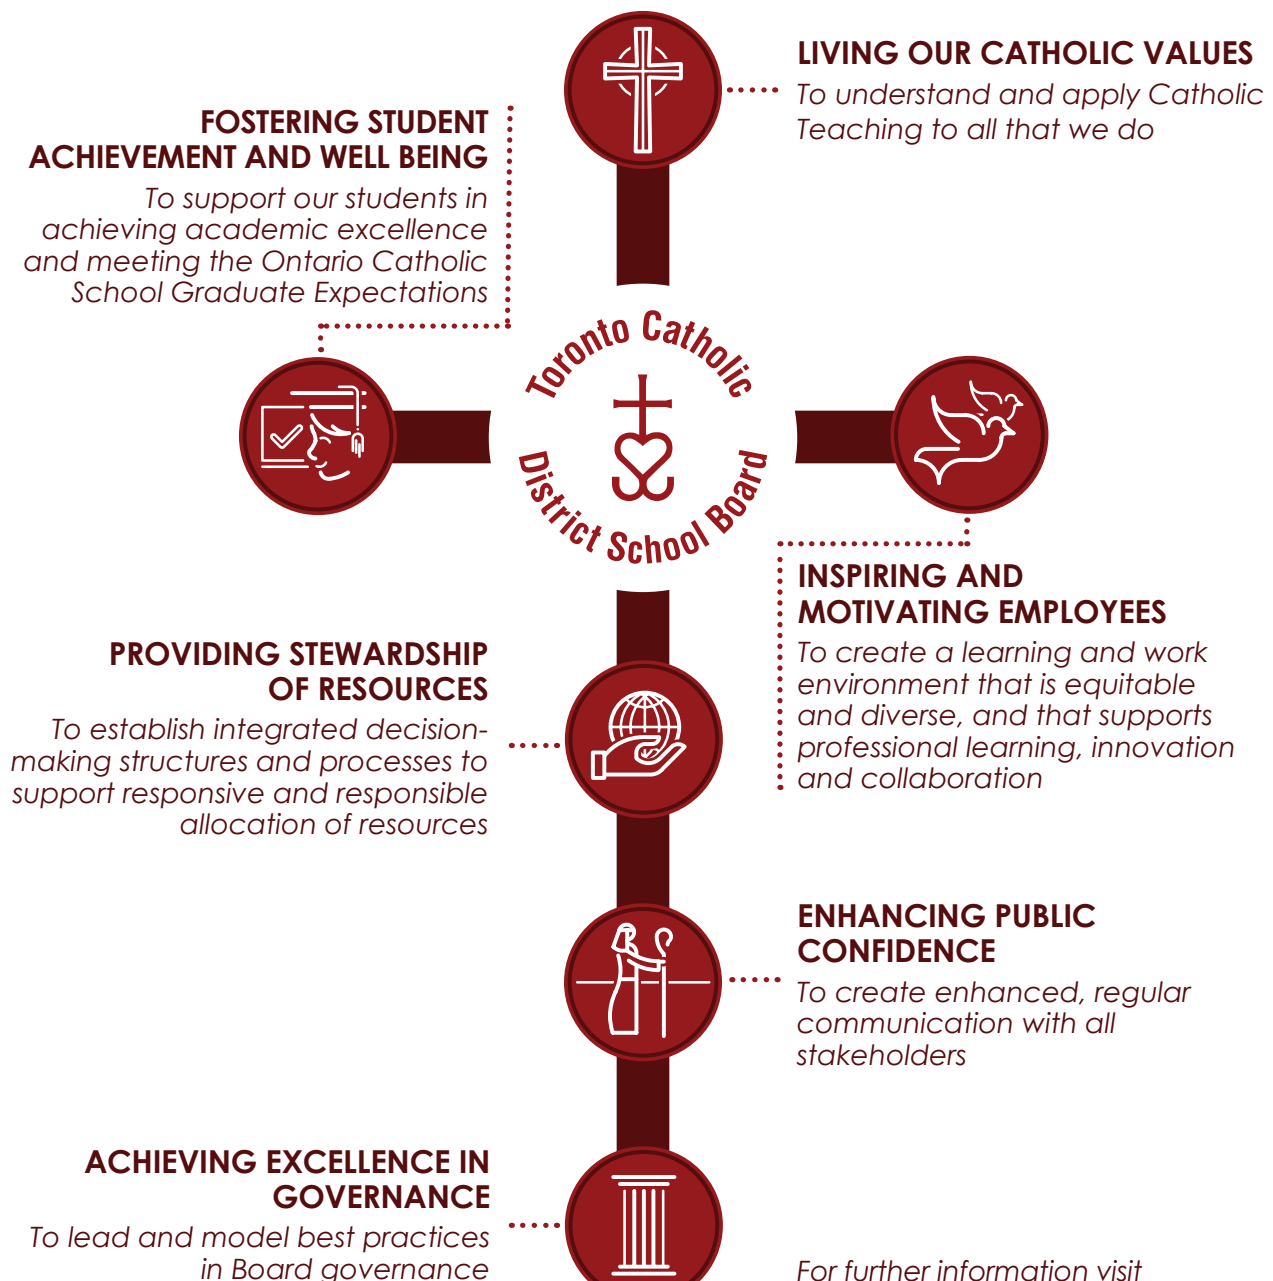 LIVING OUR CATHOLIC VALUES
To understand and apply Catholic
Teaching to all that we do
FOSTERING STUDENT
ACHIEVEMENT AND WELL BEING
To support our students in
achieving academic excellence
and meeting the Ontario Catholic
School Graduate Expectations
Toronto Catholic
District School Board
INSPIRING AND
MOTIVATING EMPLOYEES
To create a learning and work
environment that is equitable
and diverse, and that supports
professional learning, innovation
and collaboration
PROVIDING STEWARDSHIP
OF RESOURCES
To establish integrated decision-
making structures and processes to
support responsive and responsible
allocation of resources
ENHANCING PUBLIC
CONFIDENCE
To create enhanced, regular
communication with all
stakeholders
ACHIEVING EXCELLENCE IN
GOVERNANCE
To lead and model best practices
in Board governance
For further information visit